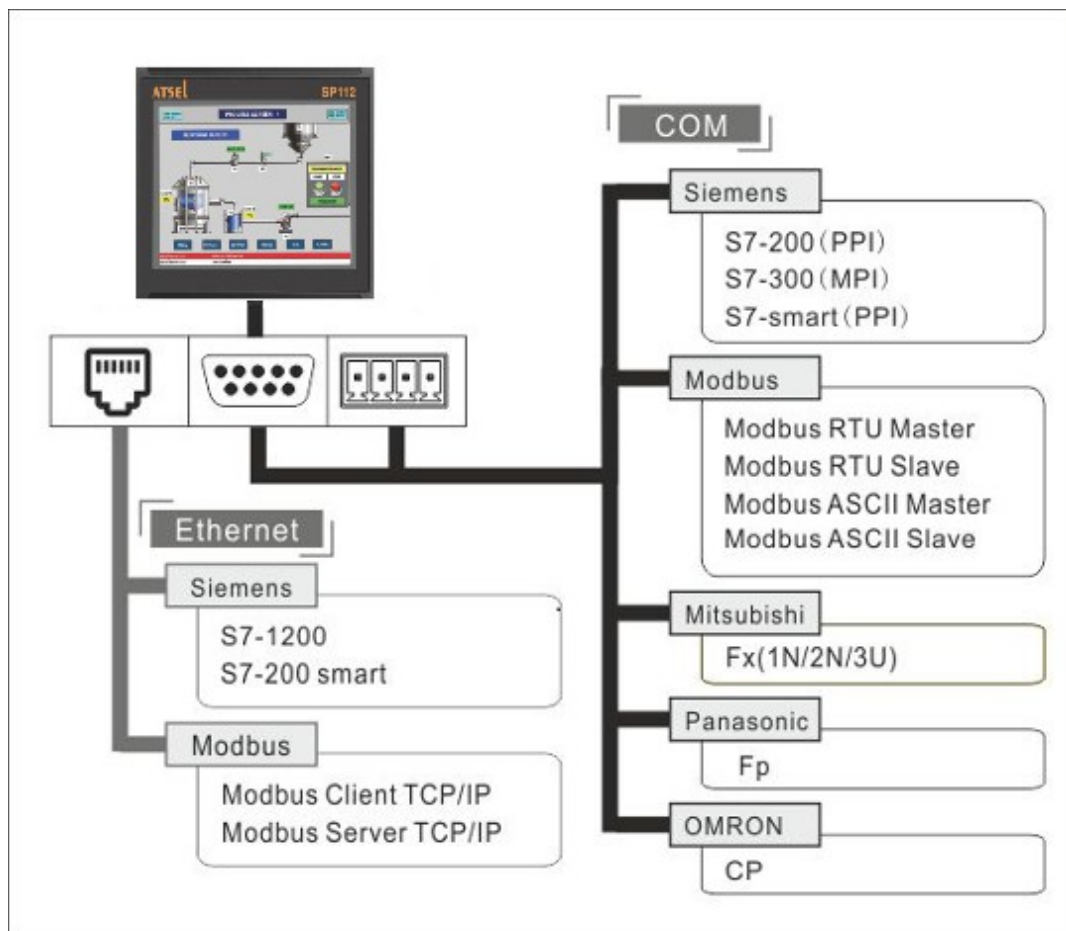 ATSEL
SP112
COM
Siemens
S7-200(PPI)
S7-300(MPI)
S7-smart(PPI)
Modbus
Modbus RTU Master
Modbus RTU Slave
Modbus ASCII Master
Modbus ASCII Slave
Mitsubishi
Fx(1N/2N/3U)
Panasonic
Fp
OMRON
CP
Ethernet
Siemens
S7-1200
S7-200 smart
Modbus
Modbus Client TCP/IP
Modbus Server TCP/IP